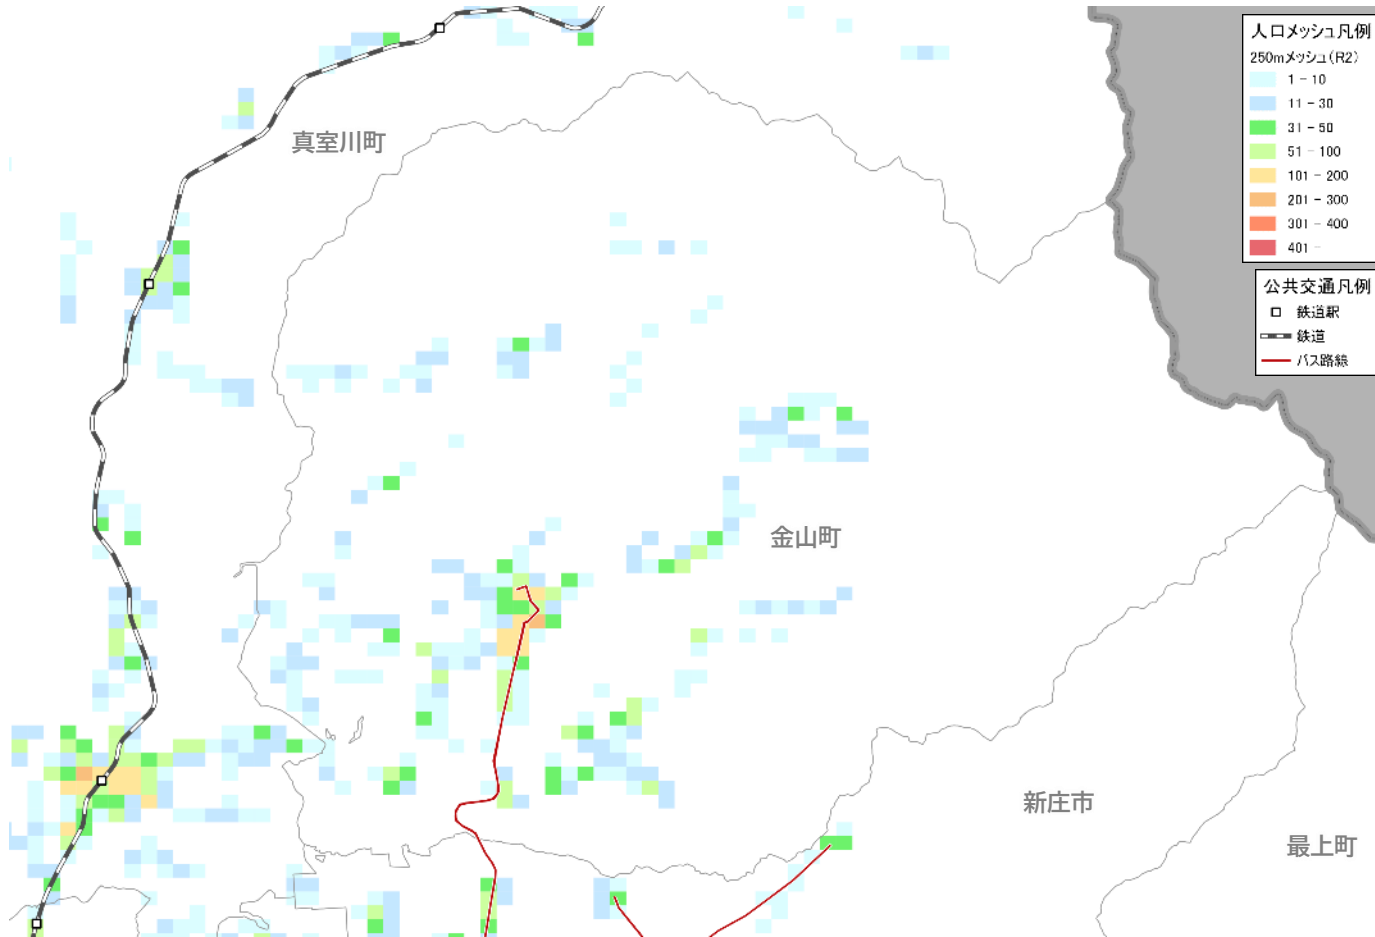 人口メッシュ凡例
250mメッシュ(R2)
1 - 10
11 - 30
31 - 50
51 - 100
101 - 200
201 - 300
301 - 400
401 -
公共交通凡例
鉄道駅
鉄道
バス路線
真室川町
金山町
新庄市
最上町